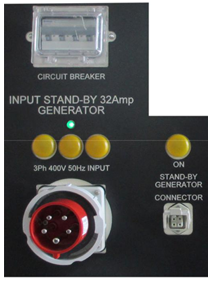 CIRCUIT BREAKER
INPUT STAND-BY 32Amp
GENERATOR
3Ph 400V 50Hz INPUT
ON
STAND-BY
GENERATOR
CONNECTOR